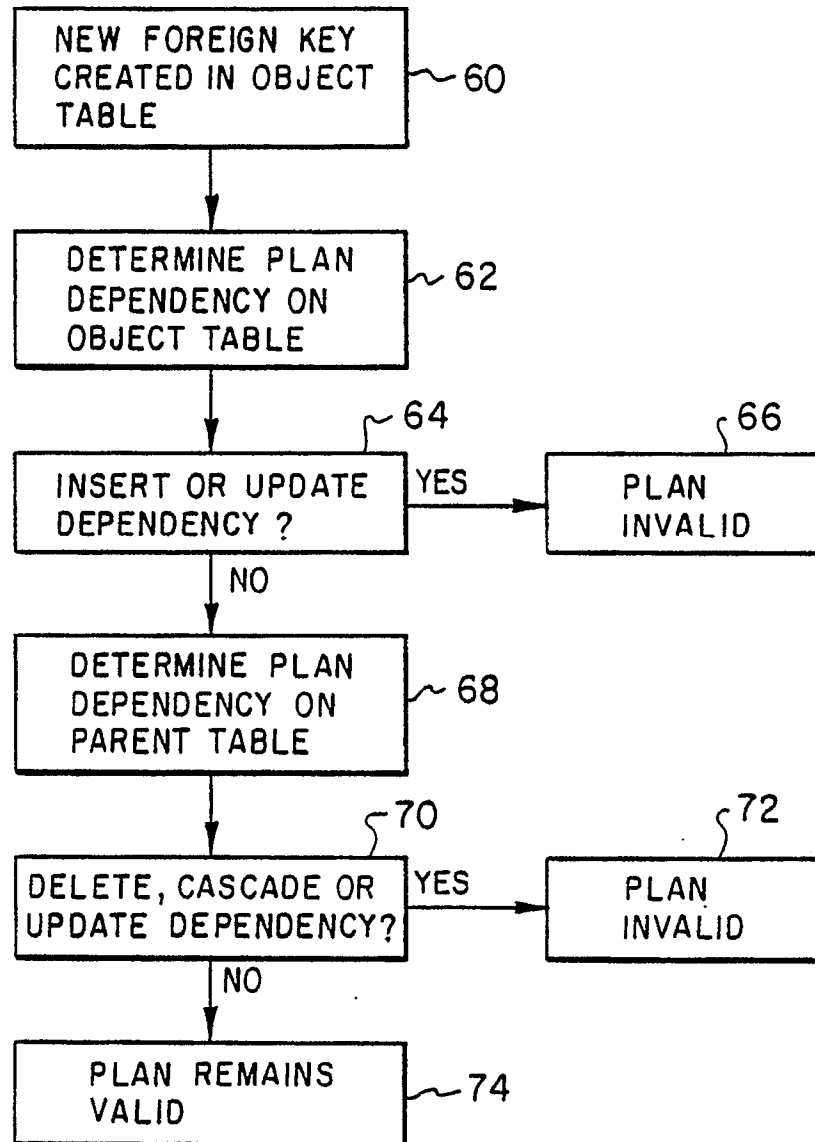 NEW FOREIGN KEY
CREATED IN OBJECT
TABLE
60
DETERMINE PLAN
DEPENDENCY ON
OBJECT TABLE
62
64
INSERT OR UPDATE
DEPENDENCY ?
YES
66
PLAN
INVALID
NO
DETERMINE PLAN
DEPENDENCY ON
PARENT TABLE
68
70
DELETE, CASCADE OR
UPDATE DEPENDENCY?
YES
72
PLAN
INVALID
NO
PLAN REMAINS
VALID
74